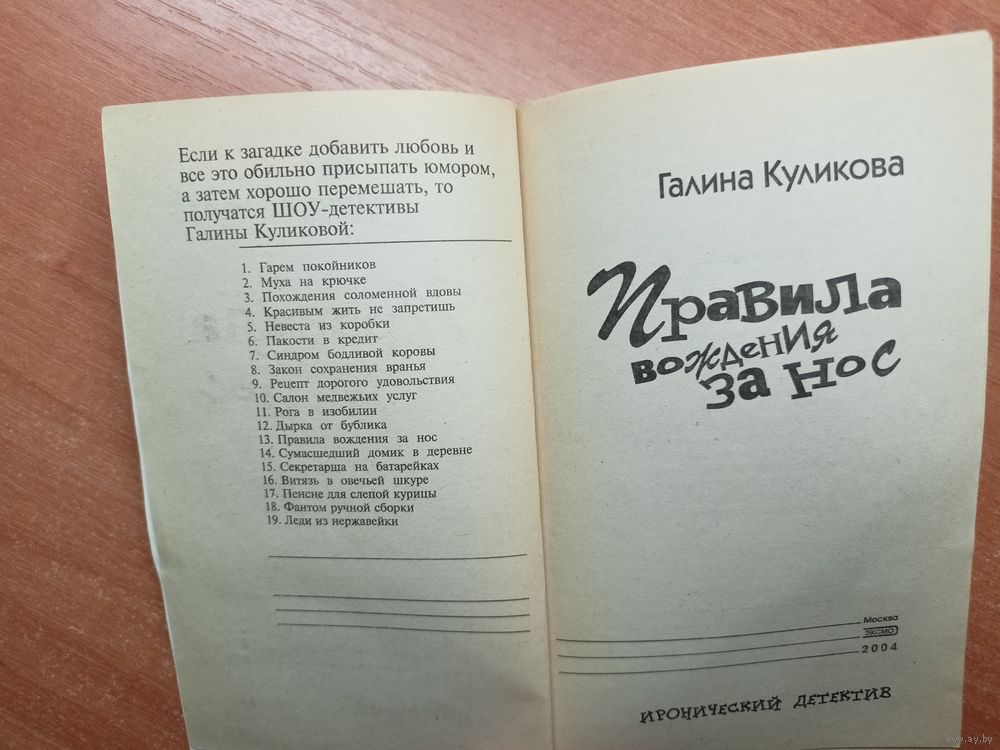 Если к загадке добавить любовь и
все это обильно присыпать юмором,
а затем хорошо перемешать, то
получатся ШОУ-детективы
Галины Куликовой:
1. Гарем покойников
2. Муха на крючке
3. Похождения соломенной вдовы
4. Красивым жить не запретишь
5. Невеста из коробки
6. Пакости в кредит
7. Синдром бодливой коровы
8. Закон сохранения вранья
9. Рецепт дорогого удовольствия
10. Салон медвежьих услуг
11. Рога в изобилии
12. Дырка от бублика
13. Правила вождения за нос
14. Сумасшедший домик в деревне
15. Секретарша на батарейках
16. Витязь в овечьей шкуре
17. Пенсне для слепой курицы
18. Фантом ручной сборки
19. Леди из нержавейки
Галина Куликова
Правила
вождения
за нос
Москва
ЭКСМО
2004
ИРОНИЧЕСКИЙ ДЕТЕКТИВ
www.ay.by